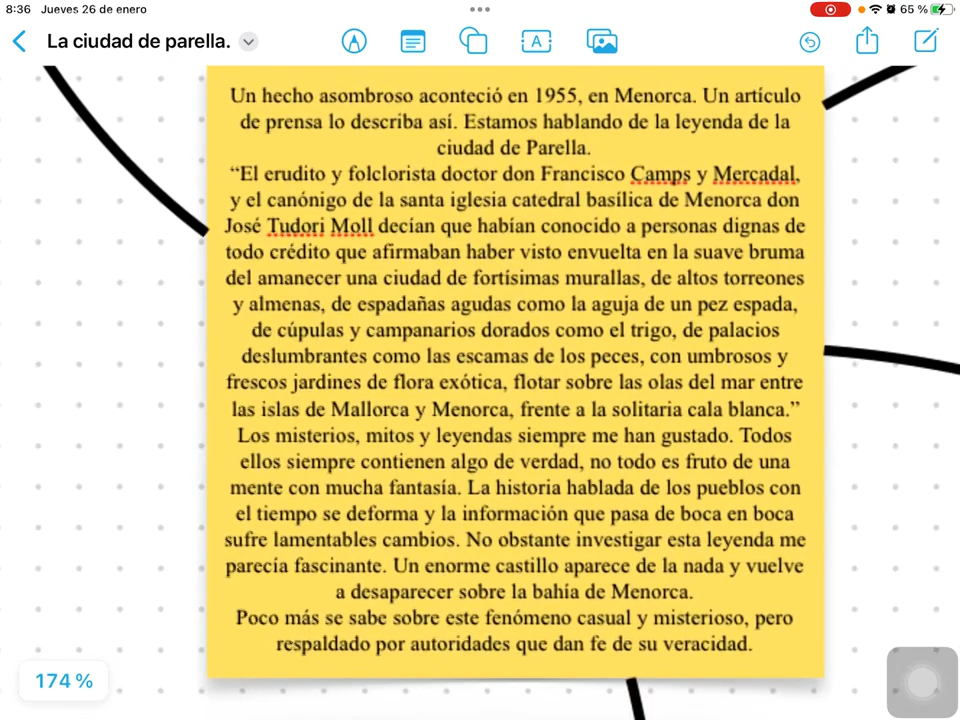 8:36 Jueves 26 de enero
65 %
La ciudad de parella.
A
Un hecho asombroso aconteció en 1955, en Menorca. Un artículo
de prensa lo describa así. Estamos hablando de la leyenda de la
ciudad de Parella.
“El erudito y folclorista doctor don Francisco Camps y Mercadal,
y el canónigo de la santa iglesia catedral basílica de Menorca don
José Tudori Moll decían que habían conocido a personas dignas de
todo crédito que afirmaban haber visto envuelta en la suave bruma
del amanecer una ciudad de fortísimas murallas, de altos torreones
y almenas, de espadañas agudas como la aguja de un pez espada,
de cúpulas y campanarios dorados como el trigo, de palacios
deslumbrantes como las escamas de los peces, con umbrosos y
frescos jardines de flora exótica, flotar sobre las olas del mar entre
las islas de Mallorca y Menorca, frente a la solitaria cala blanca.”
Los misterios, mitos y leyendas siempre me han gustado. Todos
ellos siempre contienen algo de verdad, no todo es fruto de una
mente con mucha fantasía. La historia hablada de los pueblos con
el tiempo se deforma y la información que pasa de boca en boca
sufre lamentables cambios. No obstante investigar esta leyenda me
parecía fascinante. Un enorme castillo aparece de la nada y vuelve
a desaparecer sobre la bahía de Menorca.
Poco más se sabe sobre este fenómeno casual y misterioso, pero
respaldado por autoridades que dan fe de su veracidad.
174 %